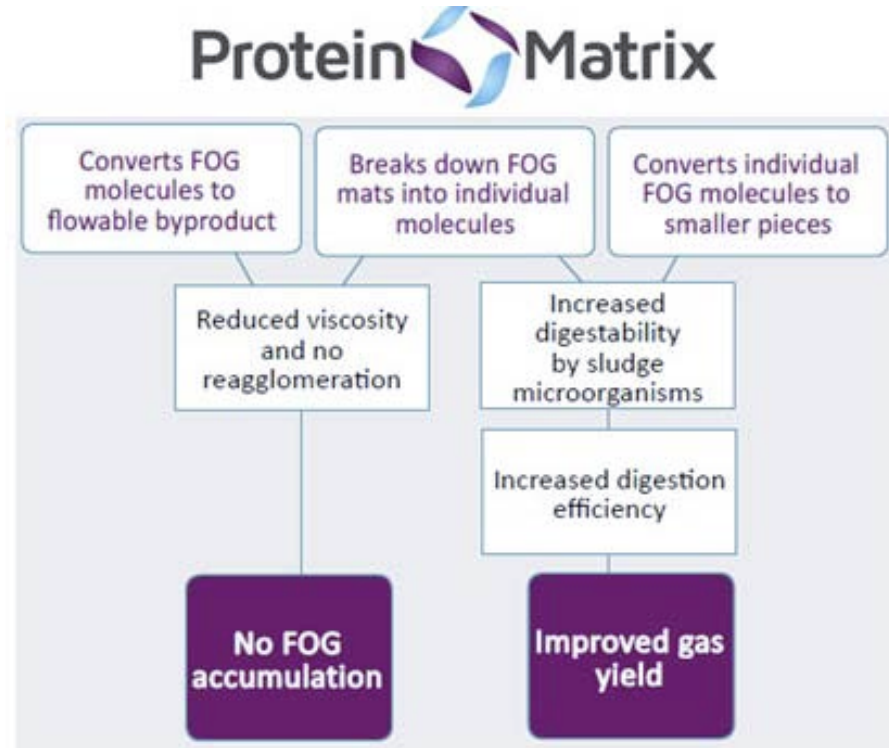 Protein Matrix
Converts FOG
molecules to
flowable byproduct
Breaks down FOG
mats into individual
molecules
Converts individual
FOG molecules to
smaller pieces
Reduced viscosity
and no
reagglomeration
Increased
digestability
by sludge
microorganisms
Increased digestion
efficiency
No FOG
accumulation
Improved gas
yield